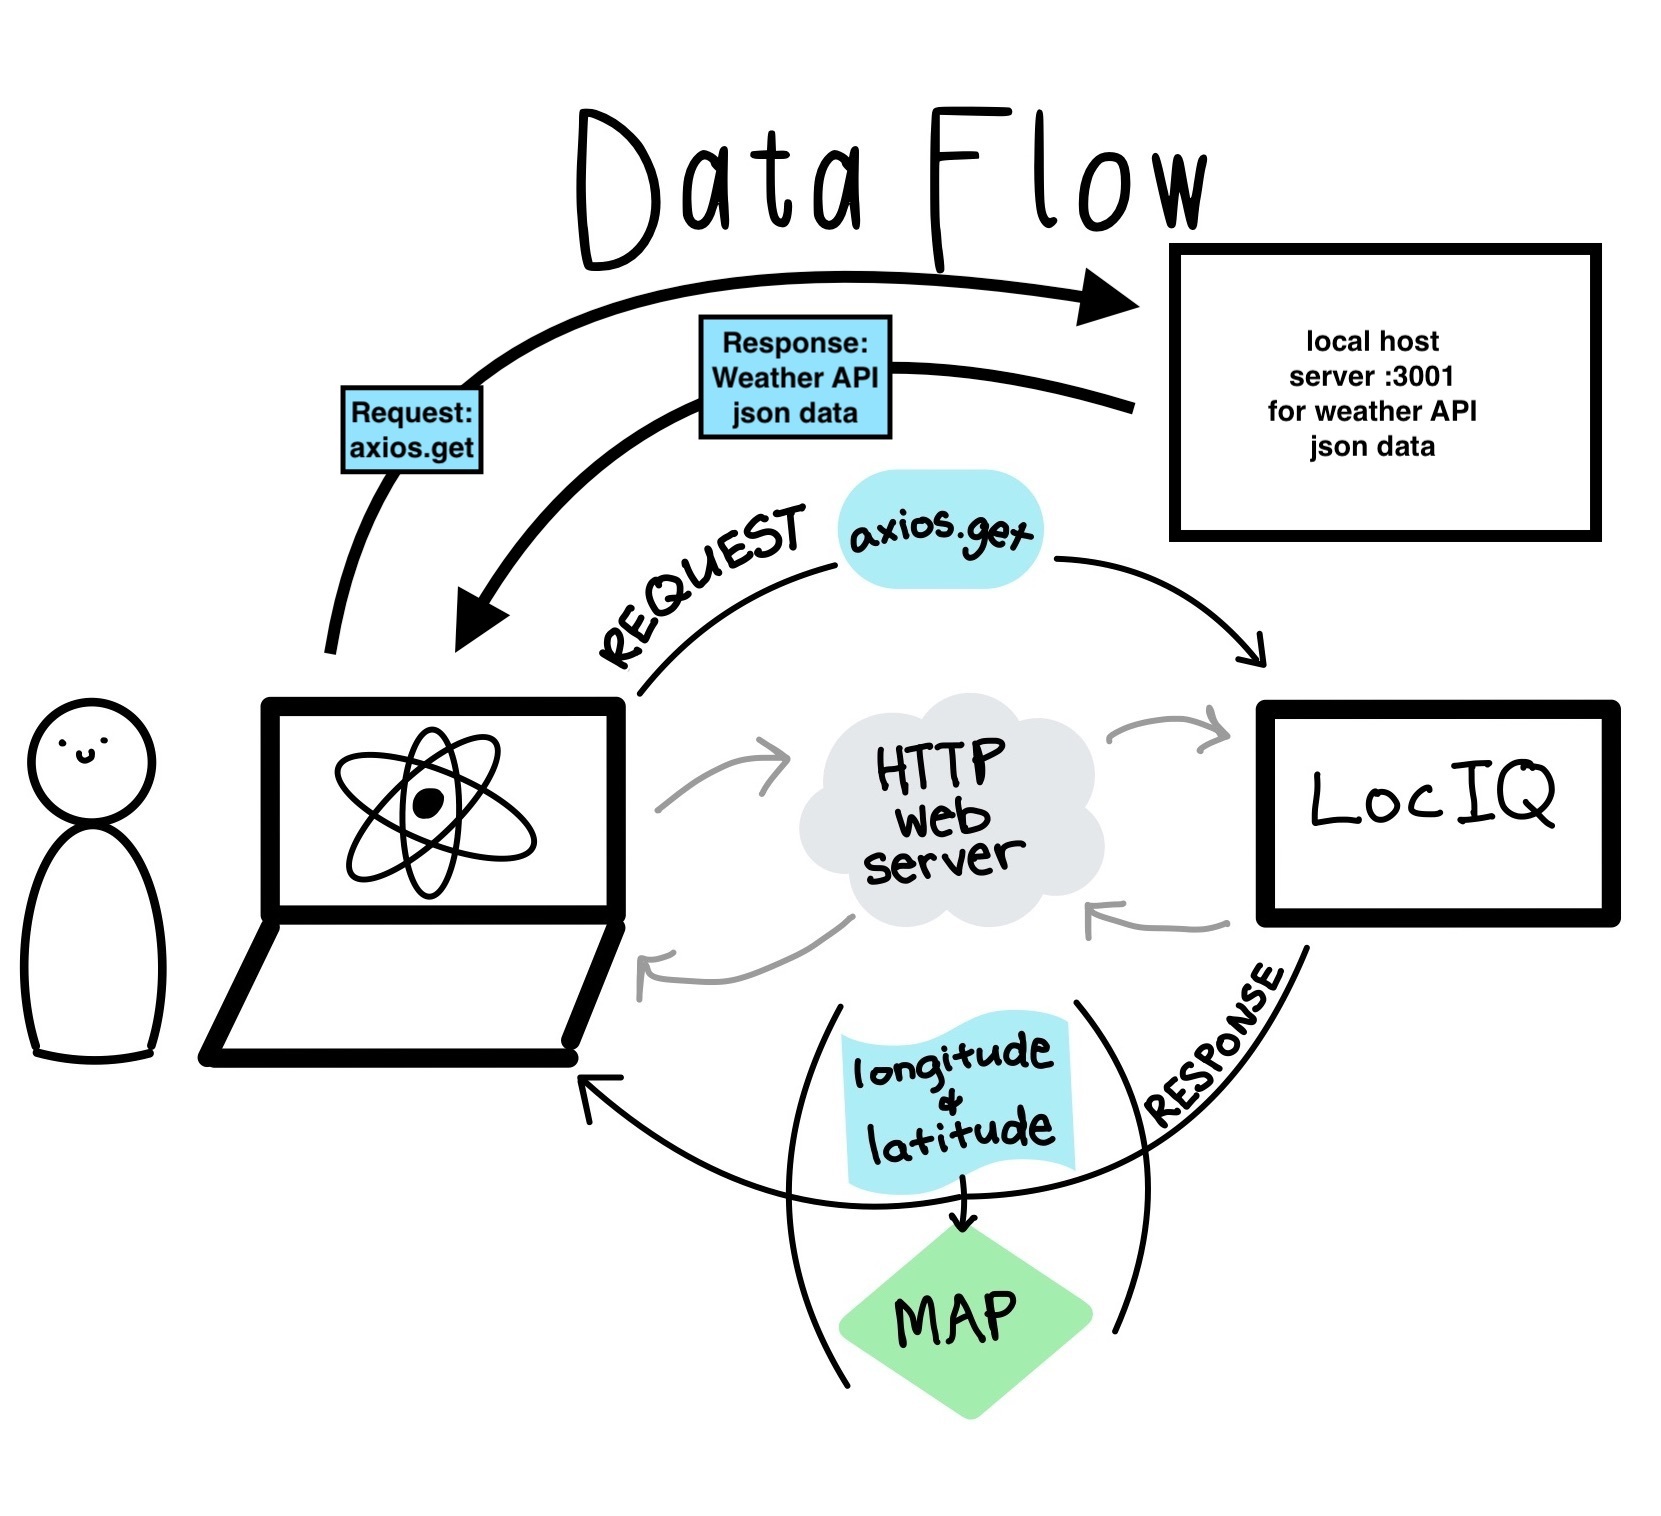 Data Flow
local host
server :3001
for weather API
json data
Response:
Weather API
json data
Request:
axios.get
REQUEST
axios.get
HTTP
web
server
LocIQ
RESPONSE
longitude
&
latitude
MAP